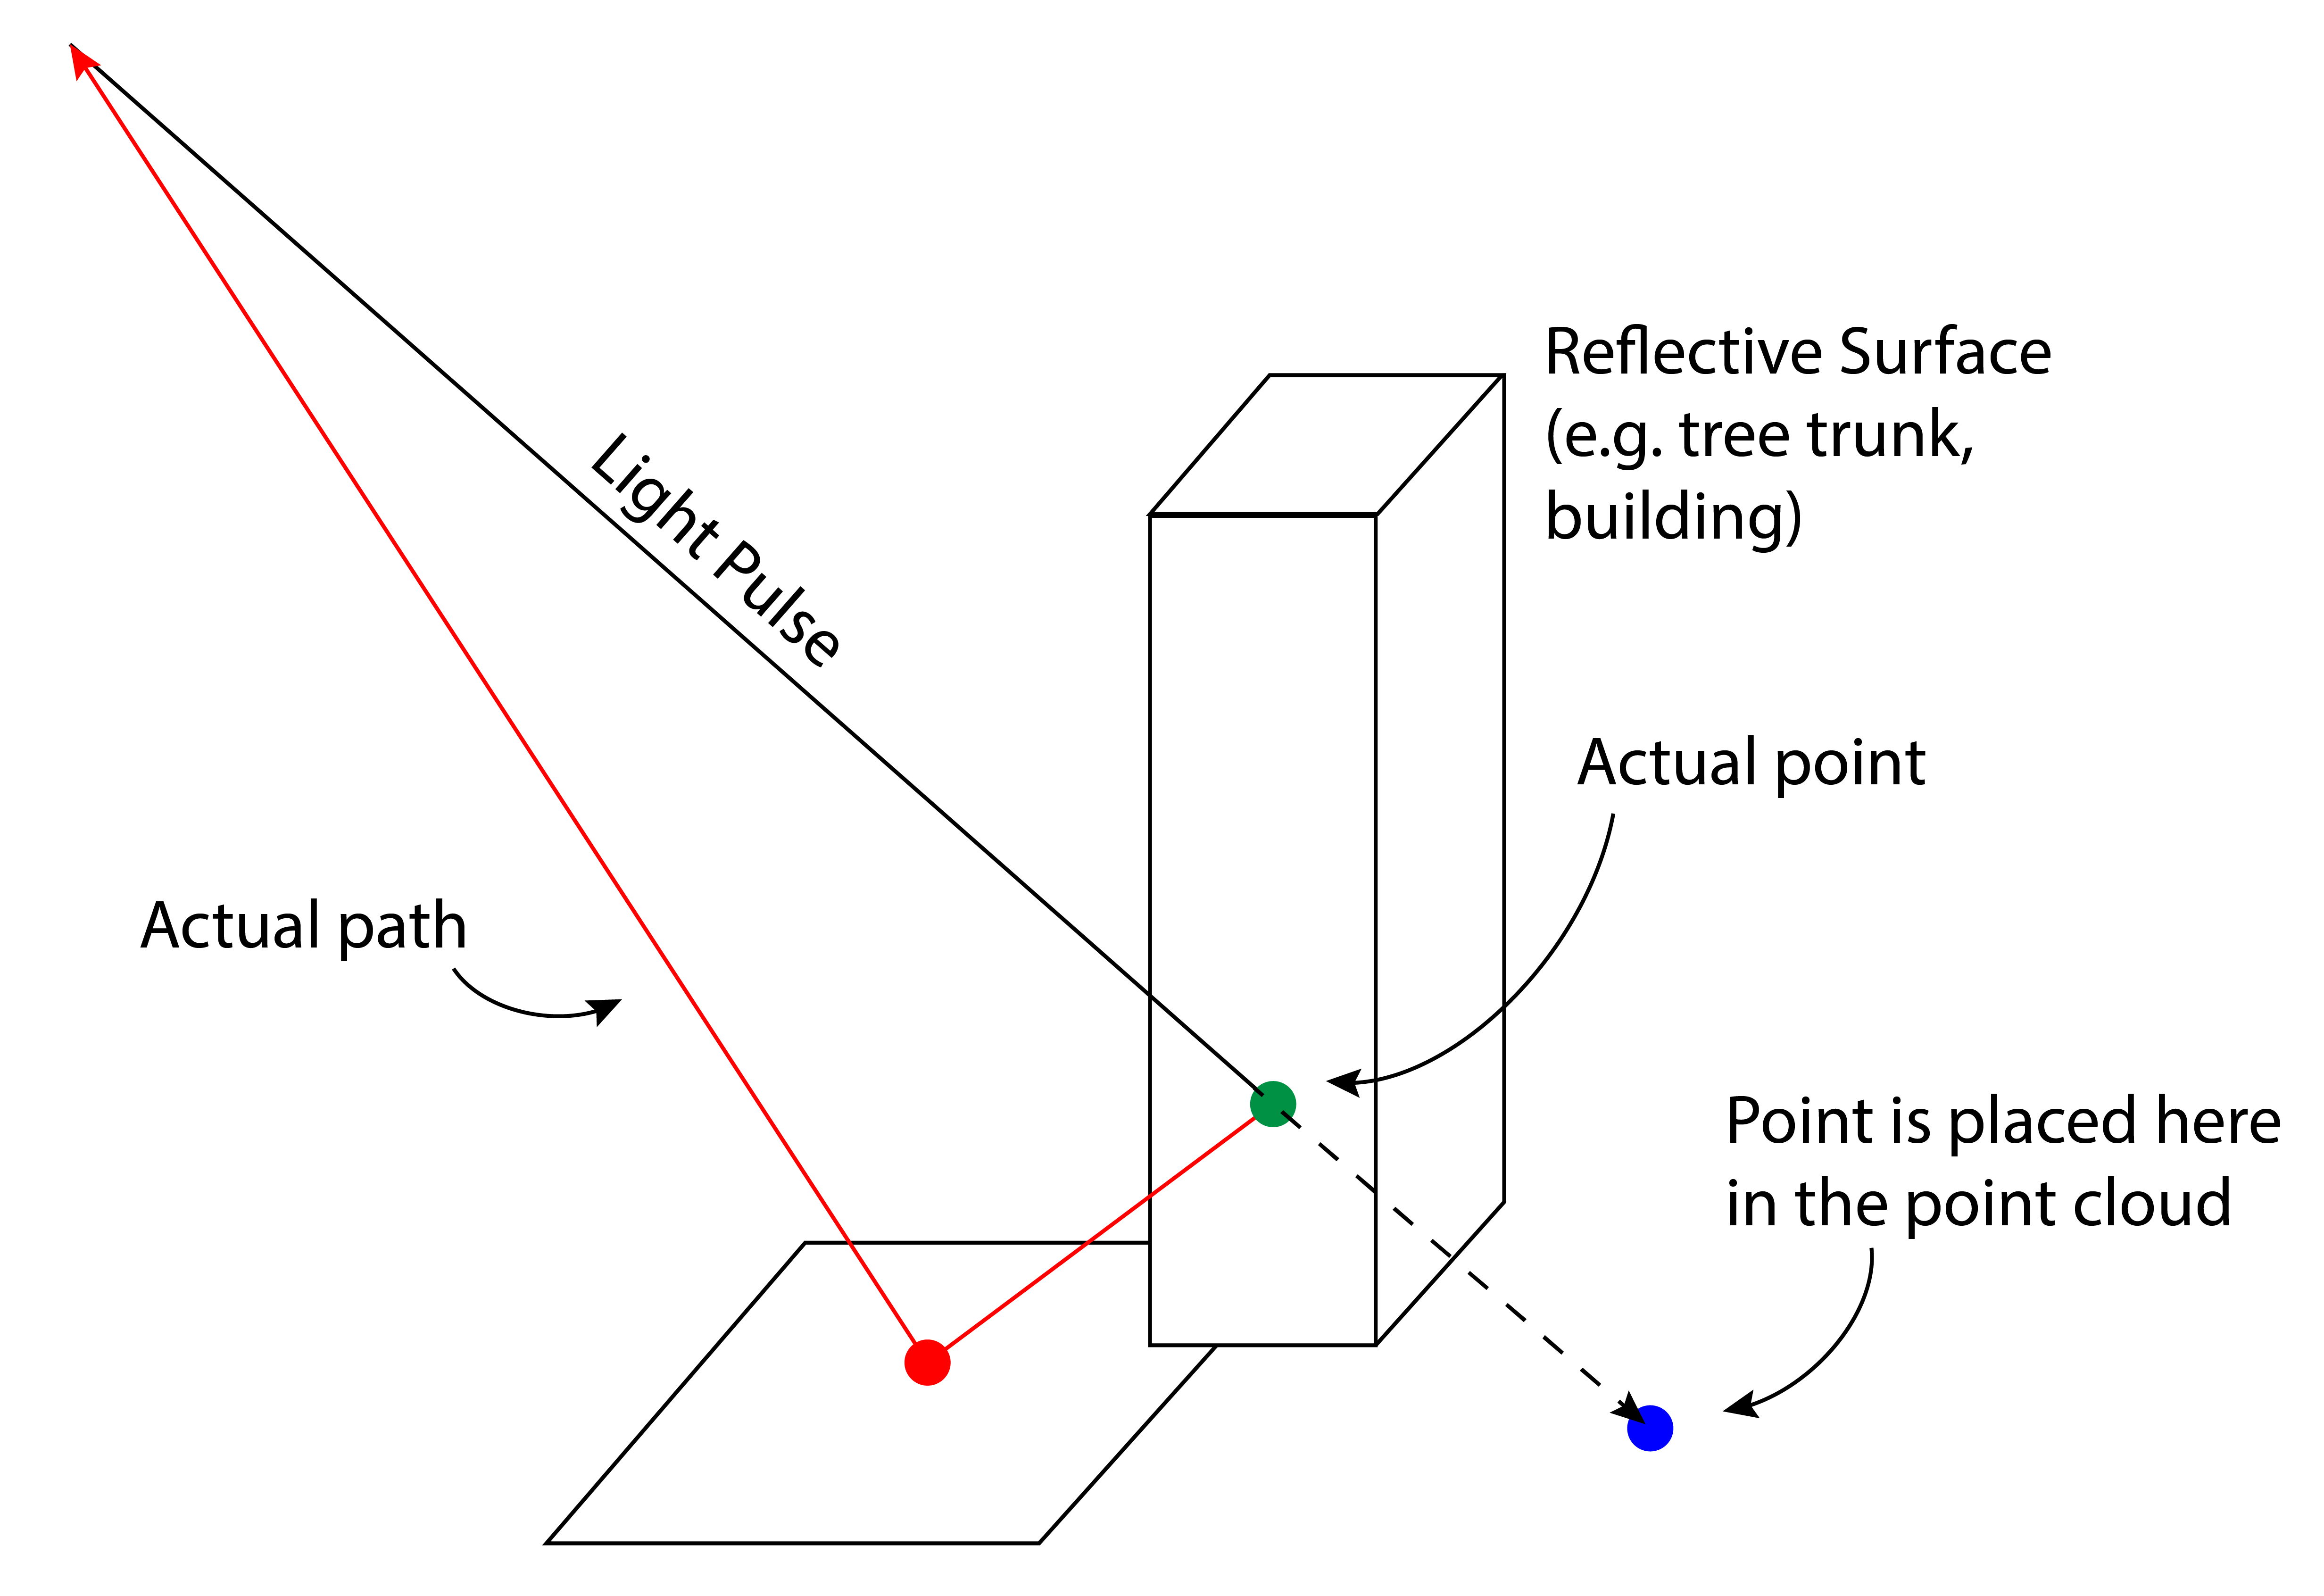 Light Pulse
Reflective Surface
(e.g. tree trunk,
building)
Actual point
Actual path
Point is placed here
in the point cloud